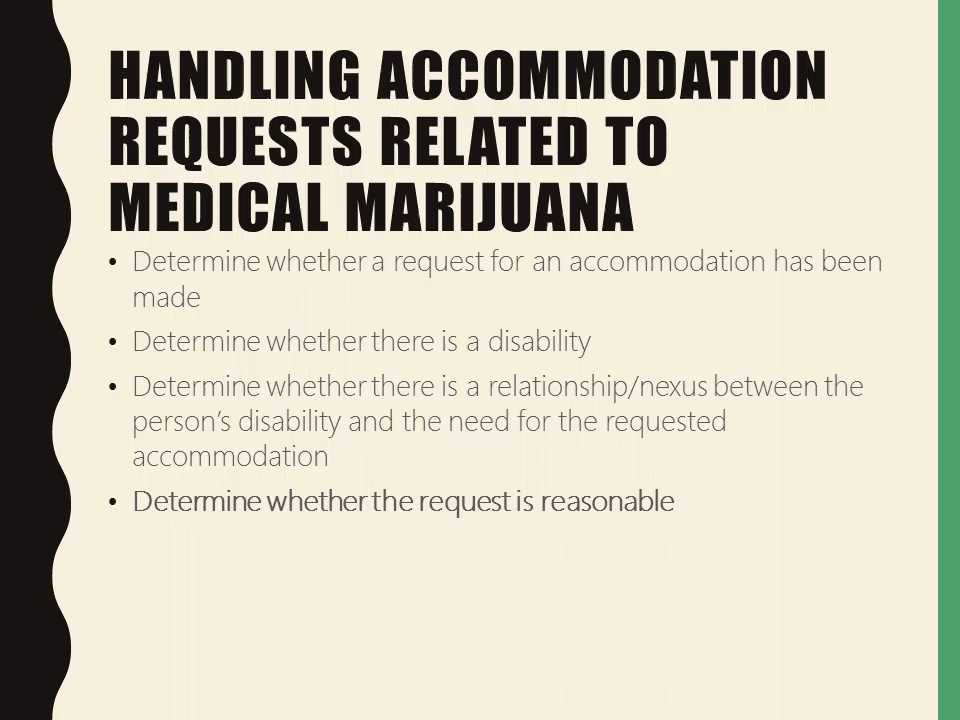 HANDLING ACCOMMODATION
REQUESTS RELATED TO
MEDICAL MARIJUANA
• Determine whether a request for an accommodation has been
made
• Determine whether there is a disability
• Determine whether there is a relationship/nexus between the
person's disability and the need for the requested
accommodation
• Determine whether the request is reasonable